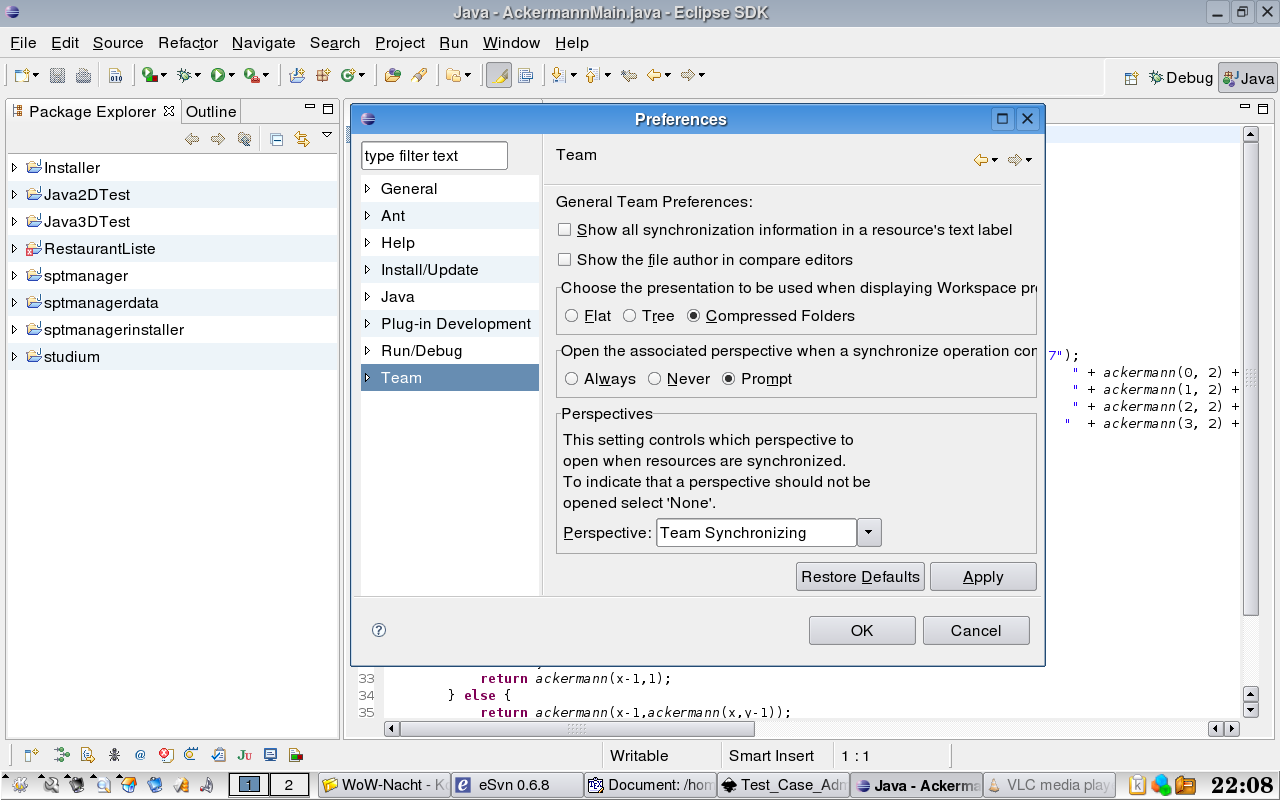 Java - AckermannMain.java - Eclipse SDK
File Edit Source Refactor Navigate Search Project Run Window Help
Debug Java
Package Explorer Outline
Installer
Java2DTest
Java3DTest
RestaurantListe
sptmanager
sptmanagerdata
sptmanagerinstaller
studium
Preferences
type filter text
General
Ant
Help
Install/Update
Java
Plug-in Development
Run/Debug
Team
Team
General Team Preferences:
Show all synchronization information in a resource's text label
Show the file author in compare editors
Choose the presentation to be used when displaying Workspace pr
Flat Tree Compressed Folders
Open the associated perspective when a synchronize operation con
Always Never Prompt
Perspectives
This setting controls which perspective to
open when resources are synchronized.
To indicate that a perspective should not be
opened select 'None'.
Perspective: Team Synchronizing
Restore Defaults Apply
OK Cancel
7");
" + ackermann(0, 2) +
" + ackermann(1, 2) +
" + ackermann(2, 2) +
" + ackermann(3, 2) +
33 return ackermann(x-1,1);
34 } else {
35 return ackermann(x-1,ackermann(x,y-1));
Writable Smart Insert 1 : 1
1 2 WoW-Nacht - Ko eSvn 0.6.8 Document: /hom Test_Case_Adm Java - Ackerma VLC media play 22:08